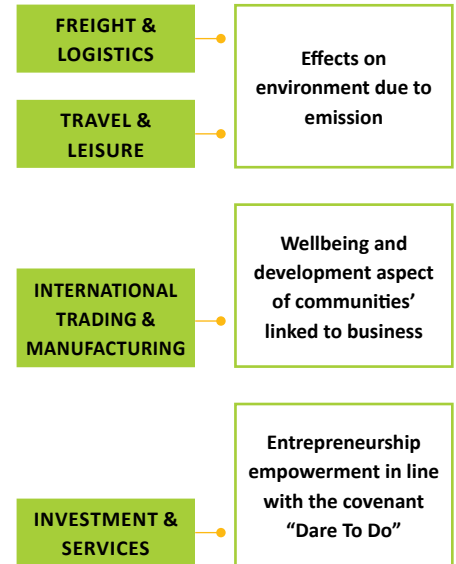 FREIGHT &
LOGISTICS
TRAVEL &
LEISURE
Effects on
environment due to
emission
INTERNATIONAL
TRADING &
MANUFACTURING
Wellbeing and
development aspect
of communities’
linked to business
INVESTMENT &
SERVICES
Entrepreneurship
empowerment in line
with the covenant
“Dare To Do”